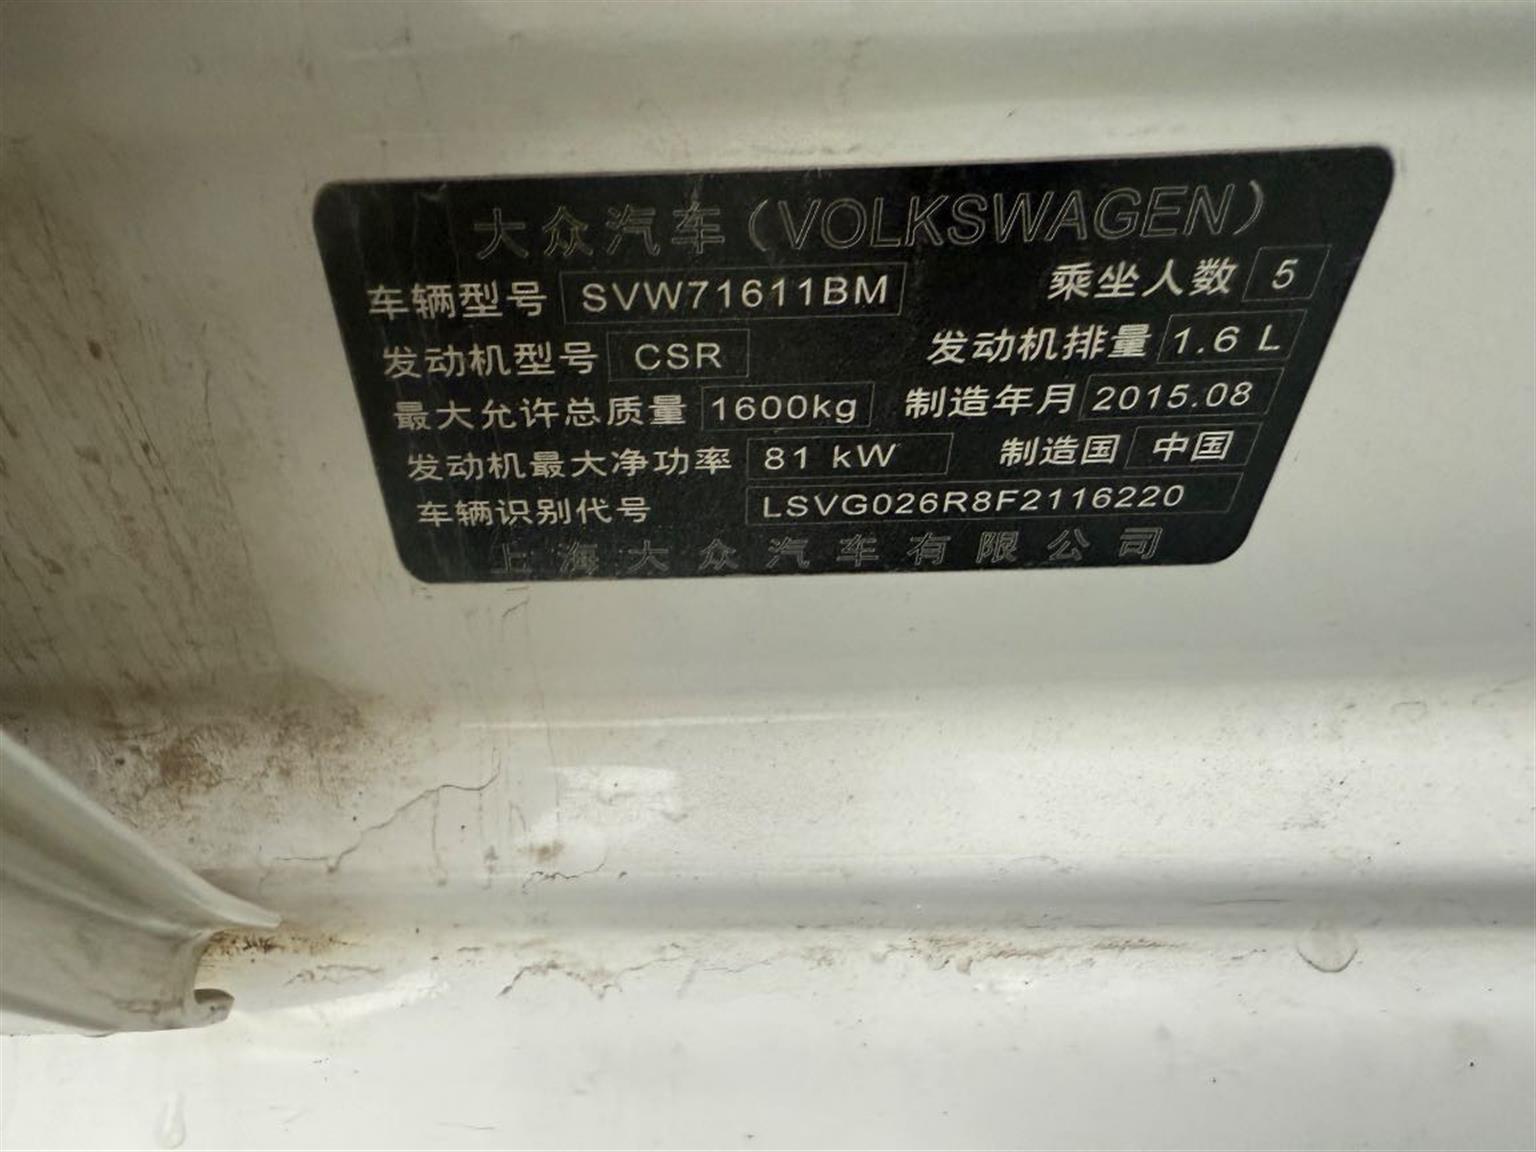 大众汽车(VOLKSWAGEN)
车辆型号 SVW71611BM 乘坐人数 5
发动机型号 CSR 发动机排量 1.6 L
最大允许总质量 1600kg 制造年月 2015.08
发动机最大净功率 81 kW 制造国 中国
车辆识别代号 LSVG026R8F2116220
上海大众汽车有限公司